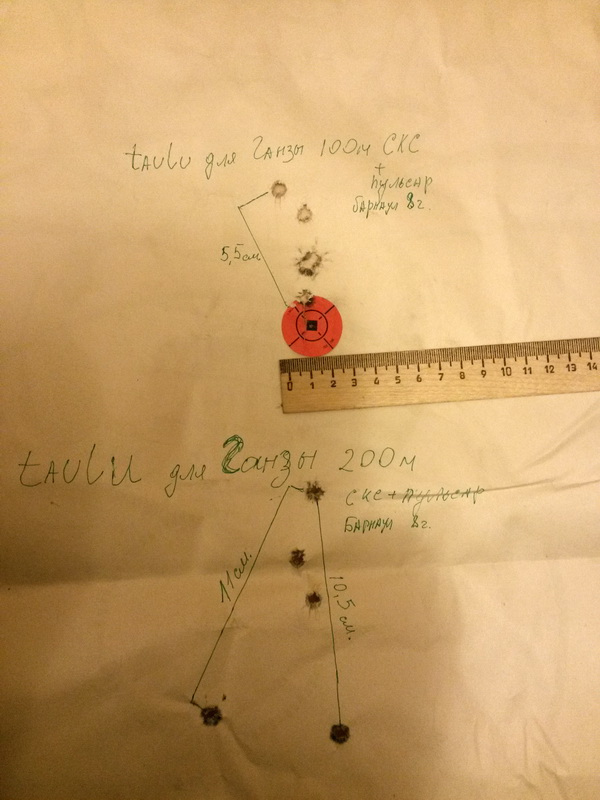 tAULU для Ганзы 100м СКС
+
пульсар
БАРНАУЛ 8г.
5,5см
0 1 2 3 4 5 6 7 8 9 10 11 12 13 14
tAULU для Ганзы 200м
СКС + пульсар
БАРНАУЛ 8г.
11см.
10,5 см.